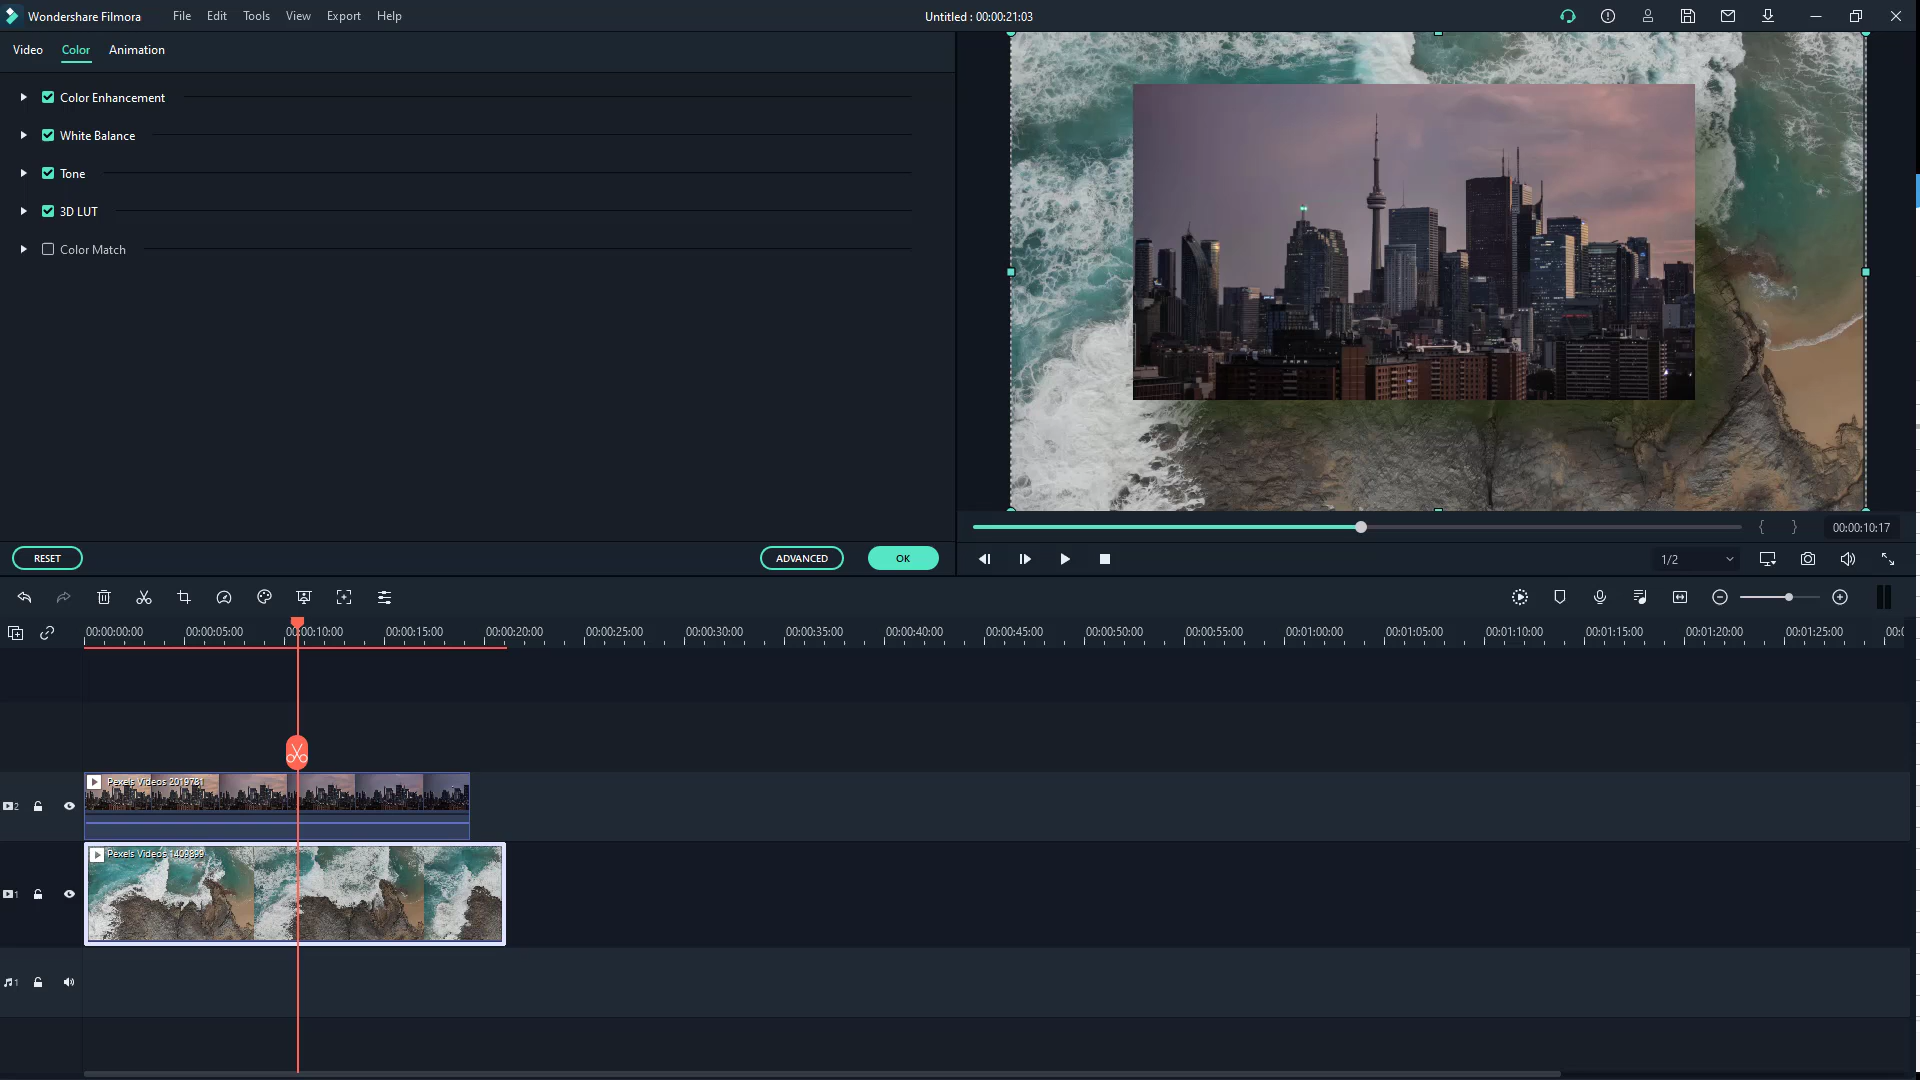 Wondershare Filmora File Edit Tools View Export Help Untitled : 00:00:21:03
Video Color Animation
Color Enhancement
White Balance
Tone
3D LUT
Color Match
{ } 00:00:10:17
RESET ADVANCED OK 1/2
00:00:00:00 00:00:05:00 00:00:10:00 00:00:15:00 00:00:20:00 00:00:25:00 00:00:30:00 00:00:35:00 00:00:40:00 00:00:45:00 00:00:50:00 00:00:55:00 00:01:00:00 00:01:05:00 00:01:10:00 00:01:15:00 00:01:20:00 00:01:25:00
Pexels Videos 2019781
2
Pexels Videos 1409899
1
1